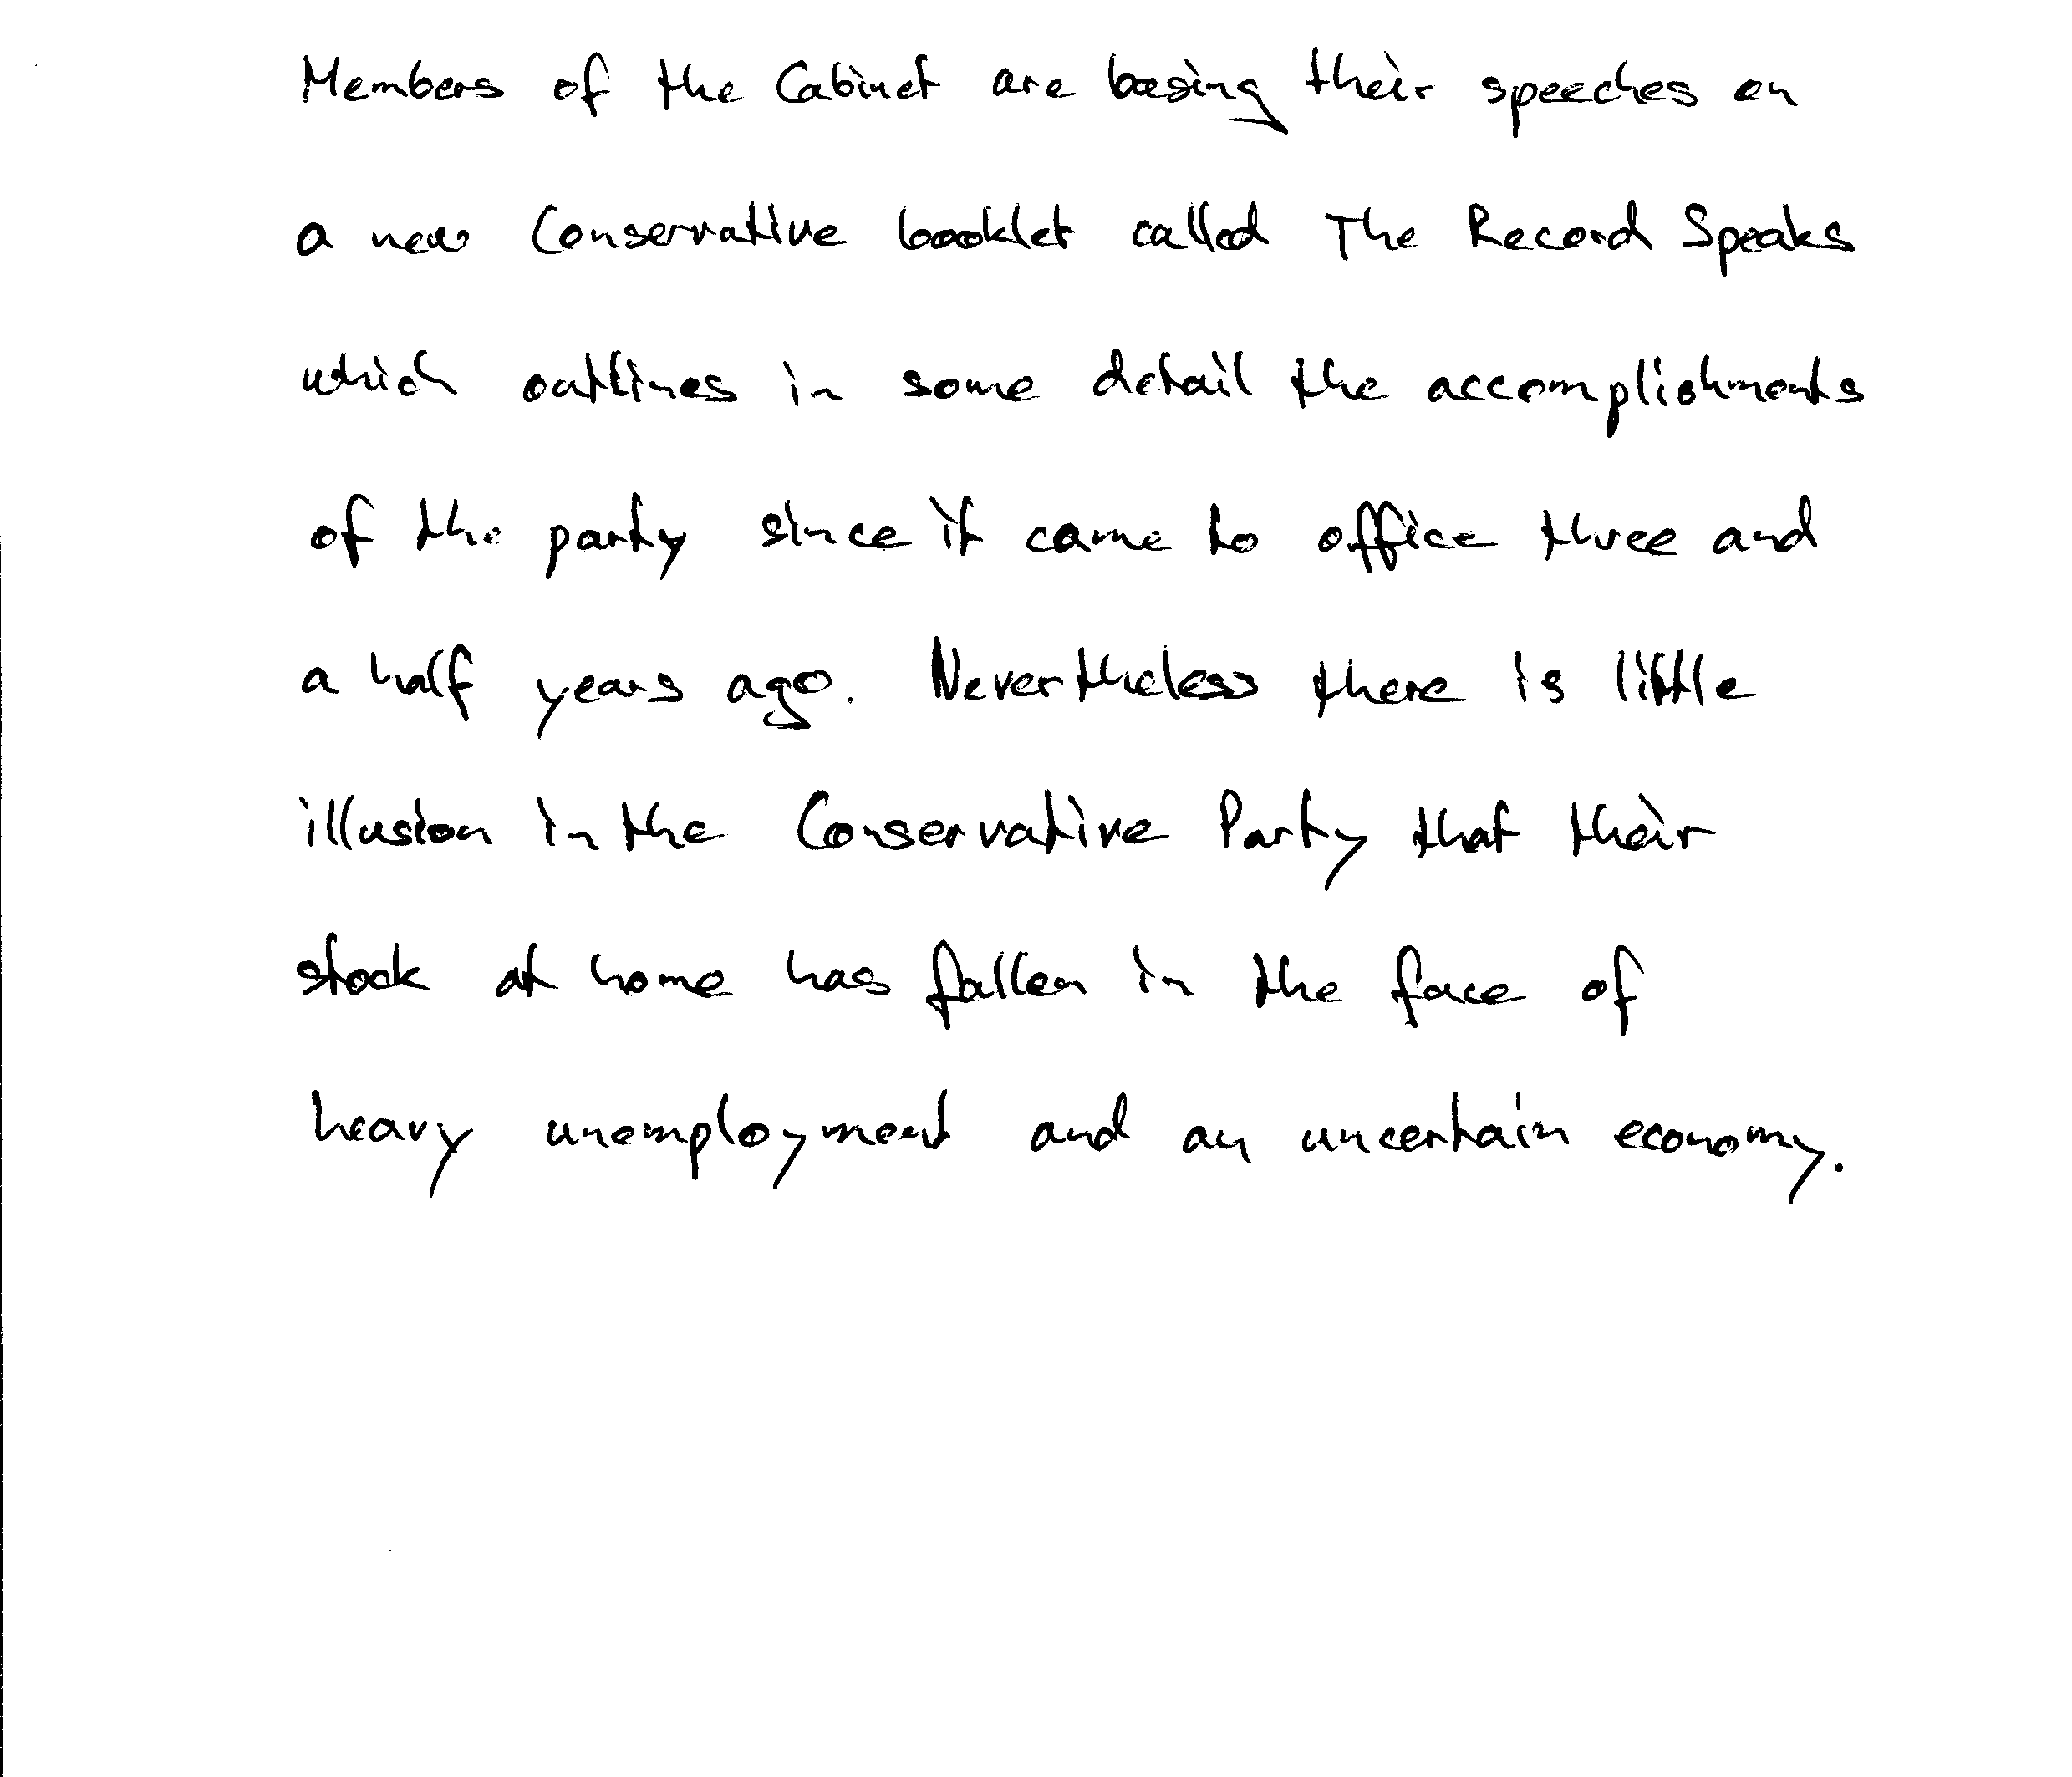 Members of the Cabinet are basing their speeches on
a new Conservative booklet called The Record Speaks
which outlines in some detail the accomplishments
of the party since it came to office three and
a half years ago. Nevertheless there is little
illusion in the Conservative Party that their
stock at home has fallen in the face of
heavy unemployment and an uncertain economy.